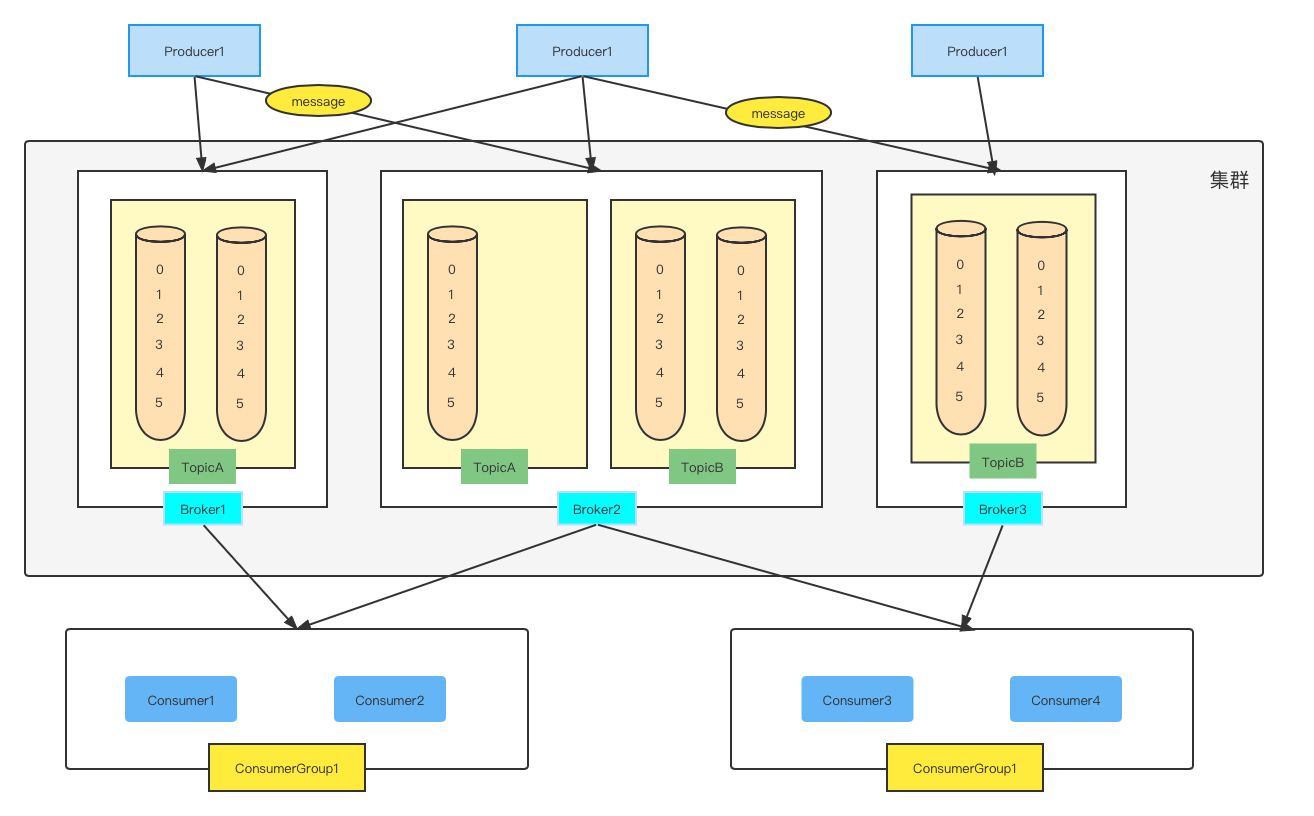 Producer1
Producer1
Producer1
message
message
集群
0
1
2
3
4
5
0
1
2
3
4
5
TopicA
Broker1
0
1
2
3
4
5
TopicA
0
1
2
3
4
5
0
1
2
3
4
5
TopicB
Broker2
0
1
2
3
4
5
0
1
2
3
4
5
TopicB
Broker3
Consumer1
Consumer2
ConsumerGroup1
Consumer3
Consumer4
ConsumerGroup1